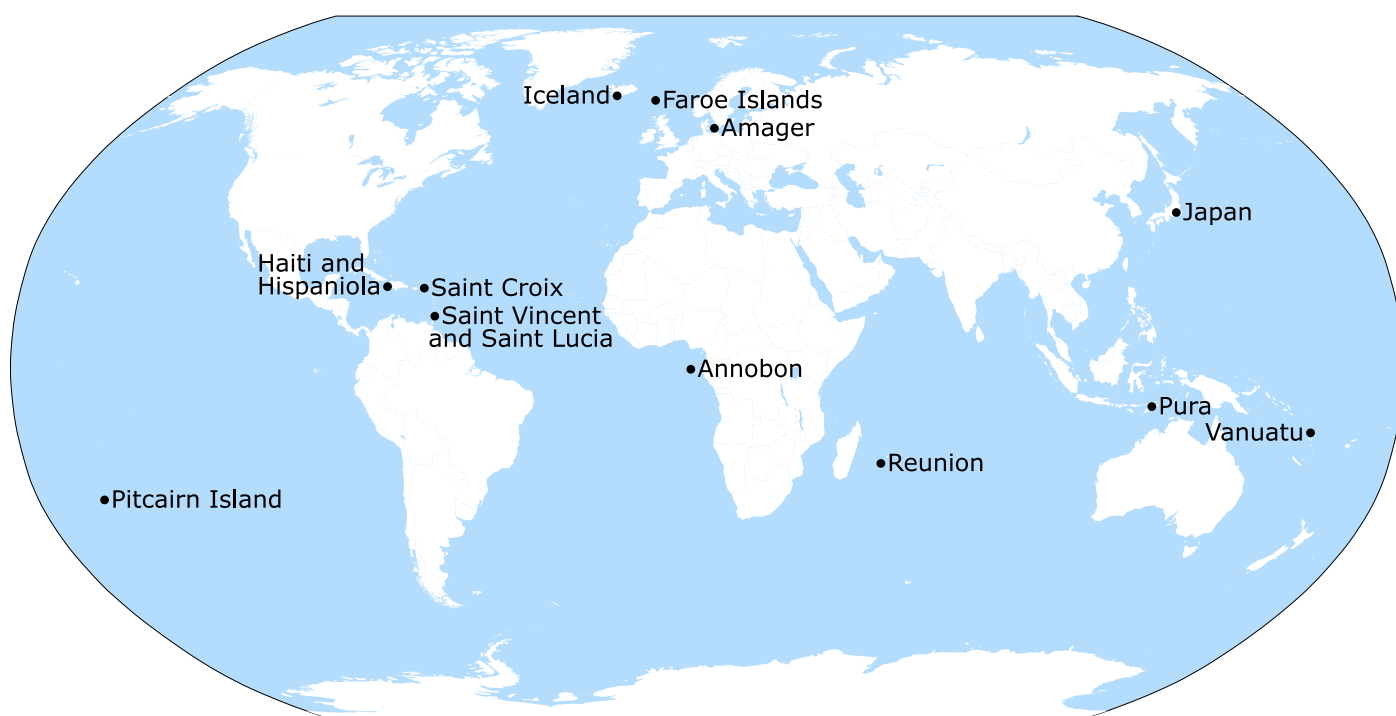 Iceland
Faroe Islands
Amager
Japan
Haiti and
Hispaniola
Saint Croix
Saint Vincent
and Saint Lucia
Annobon
Pura
Vanuatu
Reunion
Pitcairn Island